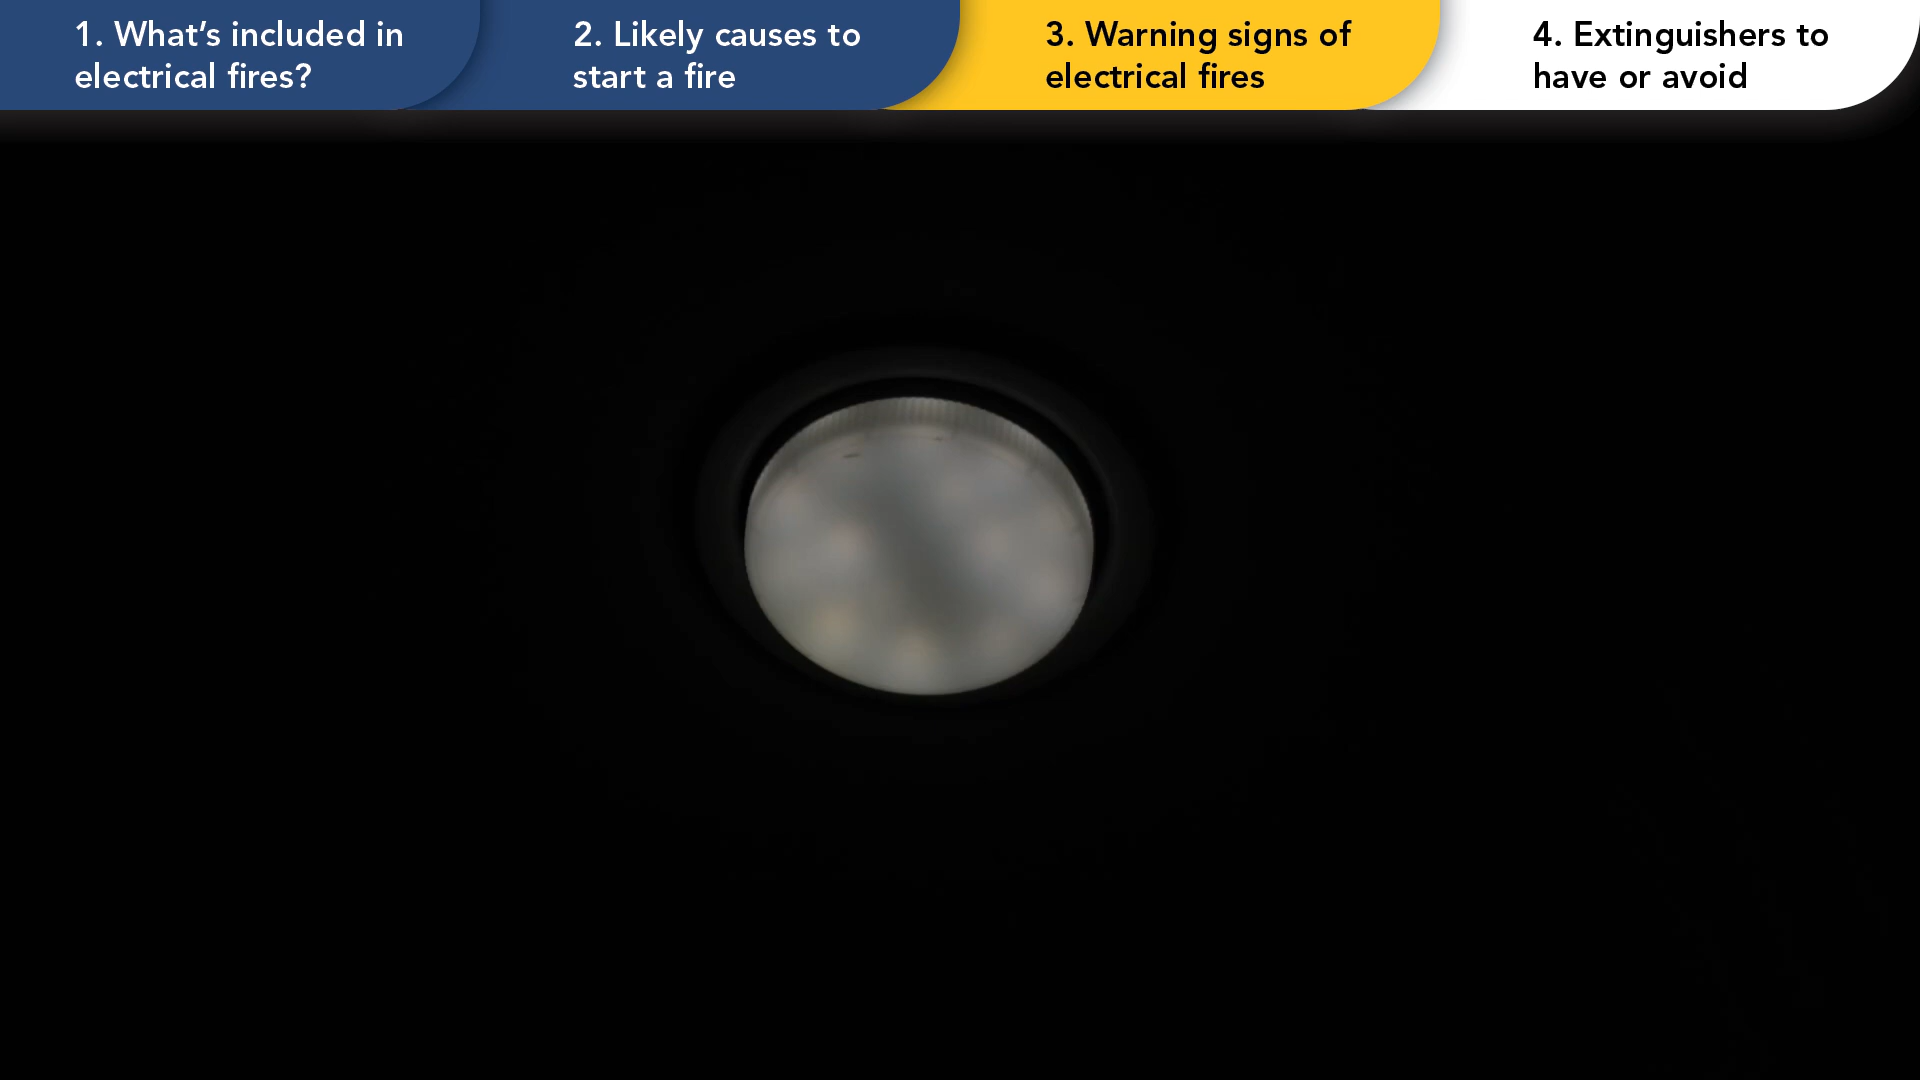 1. What’s included in
electrical fires?
2. Likely causes to
start a fire
3. Warning signs of
electrical fires
4. Extinguishers to
have or avoid